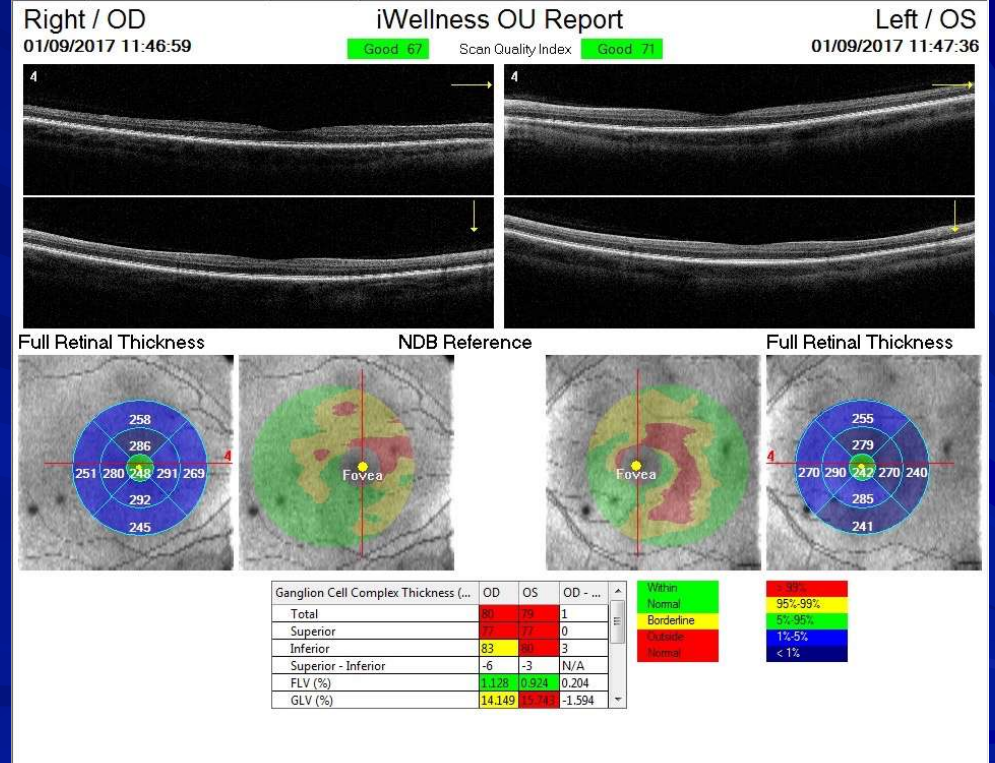 Right / OD
iWellness OU Report
Left / OS
01/09/2017 11:46:59
Good 67
Scan Quality Index
Good 71
01/09/2017 11:47:36
4
4
Full Retinal Thickness
NDB Reference
Full Retinal Thickness
258
286
251 280 248 291 269
292
245
4
Fovea
Fovea
4
255
279
270 290 242 270 240
285
241
Ganglion Cell Complex Thickness (... OD OS OD - ...
Total 80 79 1
Superior 77 77 0
Inferior 83 80 3
Superior - Inferior -6 -3 N/A
FLV (%) 1.128 0.924 0.204
GLV (%) 14.149 15.743 -1.594
Within
Normal
Borderline
Outside
Normal
> 99%
95%-99%
5%-95%
1%-5%
< 1%